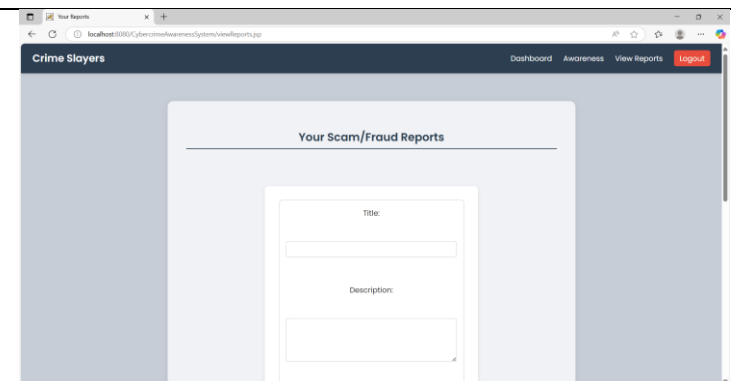 Your Reports
localhost:8080/CybercrimeAwarenessSystem/viewReports.jsp
Crime Slayers Dashboard Awareness View Reports Logout
Your Scam/Fraud Reports
Title:
Description: